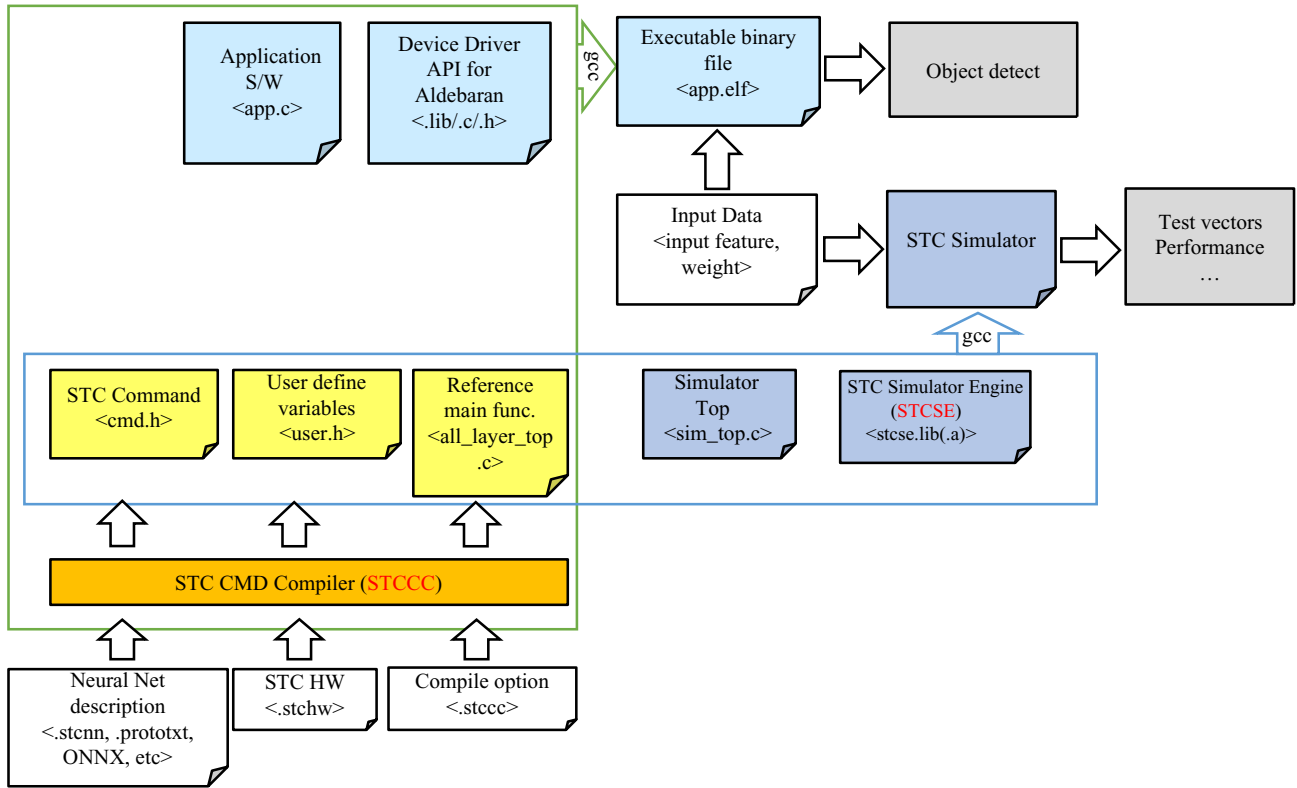 Application
S/W
<app.c>
Device Driver
API for
Aldebaran
<.lib/.c/.h>
gcc
Executable binary
file
<app.elf>
Object detect
Input Data
<input feature,
weight>
STC Simulator
Test vectors
Performance
…
gcc
STC Command
<cmd.h>
User define
variables
<user.h>
Reference
main func.
<all_layer_top
.c>
Simulator
Top
<sim_top.c>
STC Simulator Engine
(STCSE)
<stcse.lib(.a)>
STC CMD Compiler (STCCC)
Neural Net
description
<.stcnn, .prototxt,
ONNX, etc>
STC HW
<.stchw>
Compile option
<.stccc>